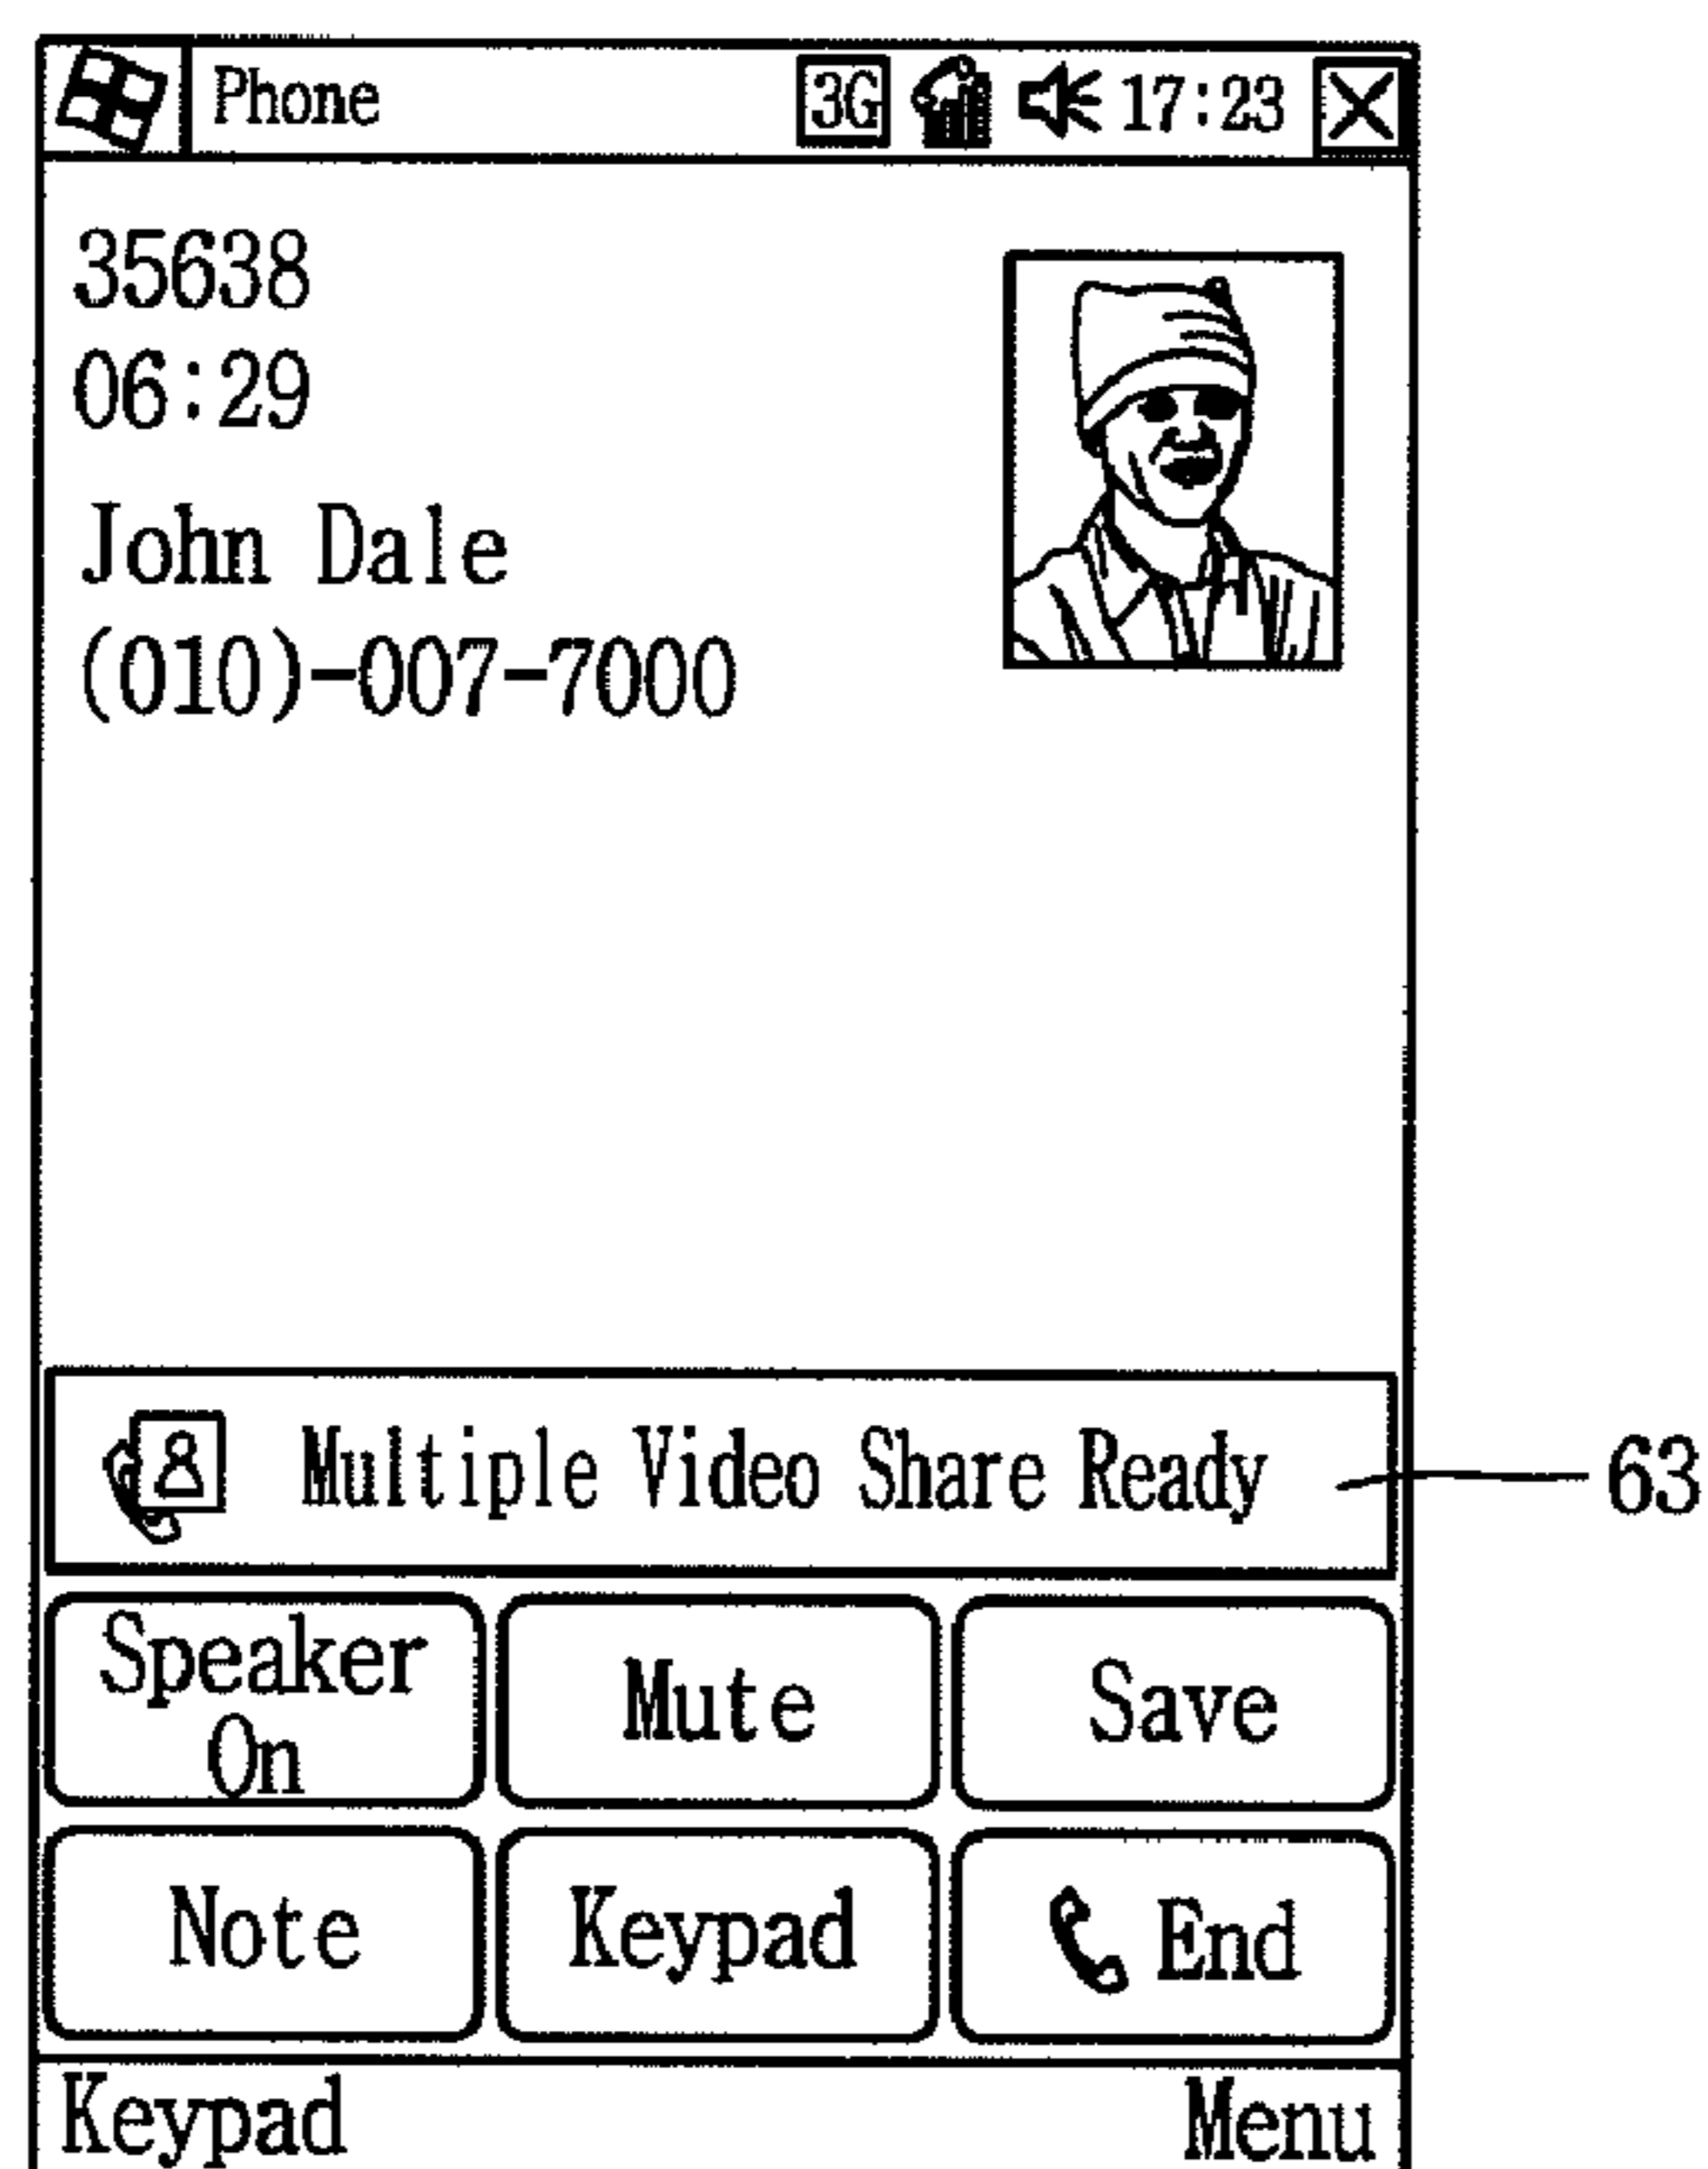 Phone 3G 17:23
35638
06:29
John Dale
(010)-007-7000
Multiple Video Share Ready
63
Speaker On
Mute
Save
Note
Keypad
End
Keypad
Menu